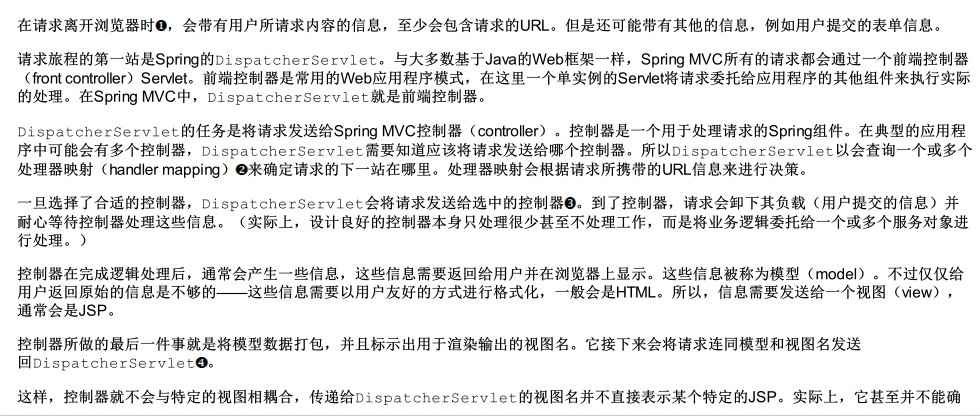 在请求离开浏览器时❶，会带有用户所请求内容的信息，至少会包含请求的URL。但是还可能带有其他的信息，例如用户提交的表单信息。
请求旅程的第一站是Spring的DispatcherServlet。与大多数基于Java的Web框架一样，Spring MVC所有的请求都会通过一个前端控制器
（front controller）Servlet。前端控制器是常用的Web应用程序模式，在这里一个单实例的Servlet将请求委托给应用程序的其他组件来执行实际
的处理。在Spring MVC中，DispatcherServlet就是前端控制器。
DispatcherServlet的任务是将请求发送给Spring MVC控制器（controller）。控制器是一个用于处理请求的Spring组件。在典型的应用程
序中可能会有多个控制器，DispatcherServlet需要知道应该将请求发送给哪个控制器。所以DispatcherServlet以会查询一个或多个
处理器映射（handler mapping）❷来确定请求的下一站在哪里。处理器映射会根据请求所携带的URL信息来进行决策。
一旦选择了合适的控制器，DispatcherServlet会将请求发送给选中的控制器❸。到了控制器，请求会卸下其负载（用户提交的信息）并
耐心等待控制器处理这些信息。（实际上，设计良好的控制器本身只处理很少甚至不处理工作，而是将业务逻辑委托给一个或多个服务对象进
行处理。）
控制器在完成逻辑处理后，通常会产生一些信息，这些信息需要返回给用户并在浏览器上显示。这些信息被称为模型（model）。不过仅仅给
用户返回原始的信息是不够的——这些信息需要以用户友好的方式进行格式化，一般会是HTML。所以，信息需要发送给一个视图（view），
通常会是JSP。
控制器所做的最后一件事就是将模型数据打包，并且标示出用于渲染输出的视图名。它接下来会将请求连同模型和视图名发送
回DispatcherServlet❹。
这样，控制器就不会与特定的视图相耦合，传递给DispatcherServlet的视图名并不直接表示某个特定的JSP。实际上，它甚至并不能确